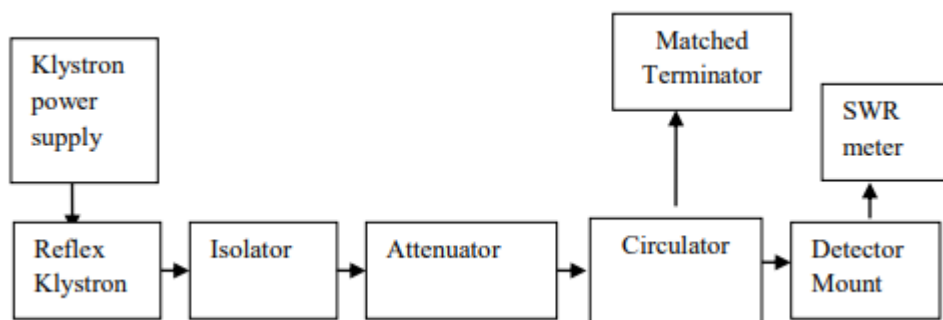 Klystron
power
supply
Matched
Terminator
SWR
meter
Reflex
Klystron
Isolator
Attenuator
Circulator
Detector
Mount